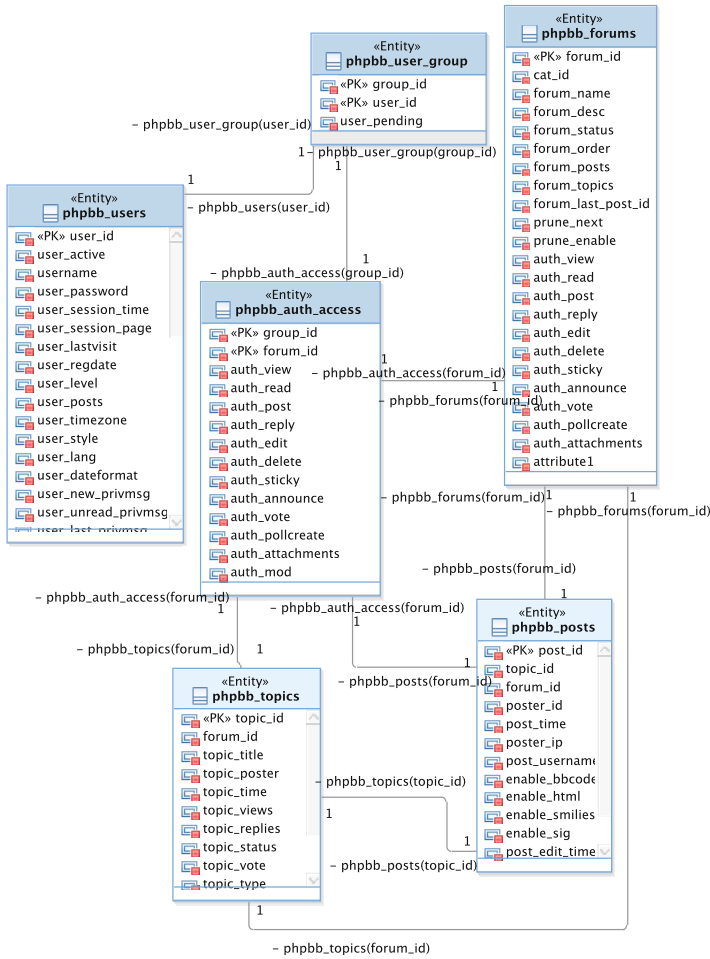 «Entity»
phpbb_user_group
«PK» group_id
«PK» user_id
user_pending
«Entity»
phpbb_forums
«PK» forum_id
cat_id
forum_name
forum_desc
forum_status
forum_order
forum_posts
forum_topics
forum_last_post_id
prune_next
prune_enable
auth_view
auth_read
auth_post
auth_reply
auth_edit
auth_delete
auth_sticky
auth_announce
auth_vote
auth_pollcreate
auth_attachments
attribute1
– phpbb_user_group(user_id)
1
– phpbb_user_group(group_id)
1
1
– phpbb_users(user_id)
«Entity»
phpbb_users
«PK» user_id
user_active
username
user_password
user_session_time
user_session_page
user_lastvisit
user_regdate
user_level
user_posts
user_timezone
user_style
user_lang
user_dateformat
user_new_privmsg
user_unread_privmsg
user_last_privmsg
1
– phpbb_auth_access(group_id)
«Entity»
phpbb_auth_access
«PK» group_id
«PK» forum_id
auth_view
auth_read
auth_post
auth_reply
auth_edit
auth_delete
auth_sticky
auth_announce
auth_vote
auth_pollcreate
auth_attachments
auth_mod
1
– phpbb_auth_access(forum_id)
1
– phpbb_forums(forum_id)
– phpbb_forums(forum_id)
1
1
– phpbb_forums(forum_id)
– phpbb_posts(forum_id)
1
– phpbb_auth_access(forum_id)
1
– phpbb_auth_access(forum_id)
1
– phpbb_topics(forum_id)
1
1
– phpbb_posts(forum_id)
«Entity»
phpbb_posts
«PK» post_id
topic_id
forum_id
poster_id
post_time
poster_ip
post_username
enable_bbcode
enable_html
enable_smilies
enable_sig
post_edit_time
«Entity»
phpbb_topics
«PK» topic_id
forum_id
topic_title
topic_poster
topic_time
topic_views
topic_replies
topic_status
topic_vote
topic_type
– phpbb_topics(topic_id)
1
1
– phpbb_posts(topic_id)
1
– phpbb_topics(forum_id)